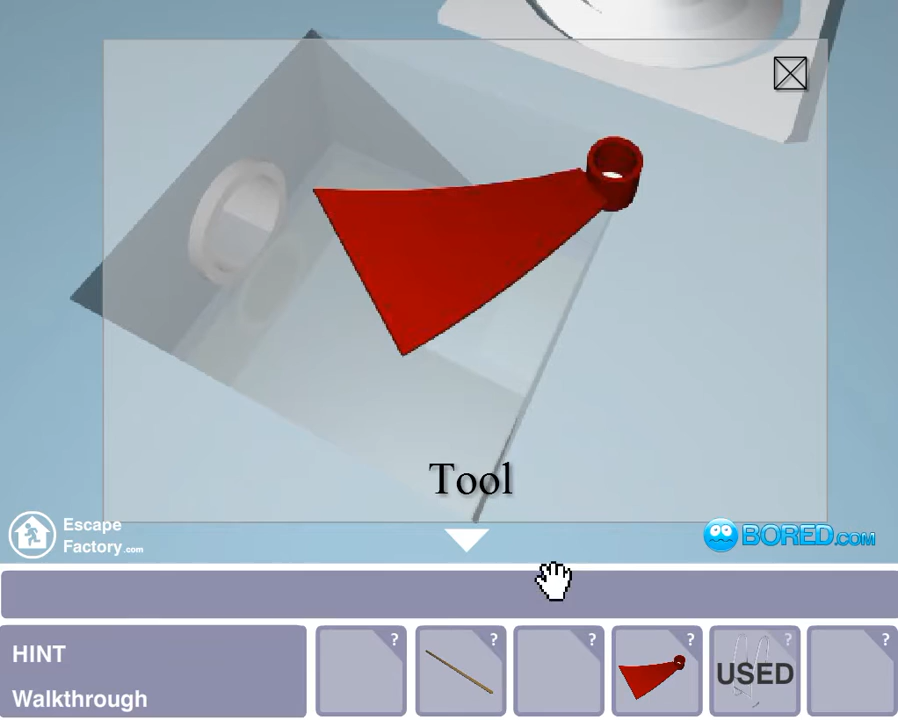 Tool
Escape
Factory.com
BORED.COM
HINT
Walkthrough
? ? ? ? ? ?
USED